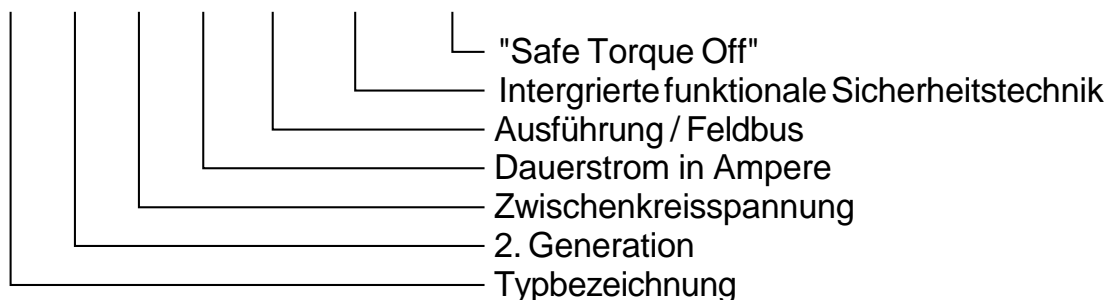 "Safe Torque Off"
Intergrierte funktionale Sicherheitstechnik
Ausführung / Feldbus
Dauerstrom in Ampere
Zwischenkreisspannung
2. Generation
Typbezeichnung